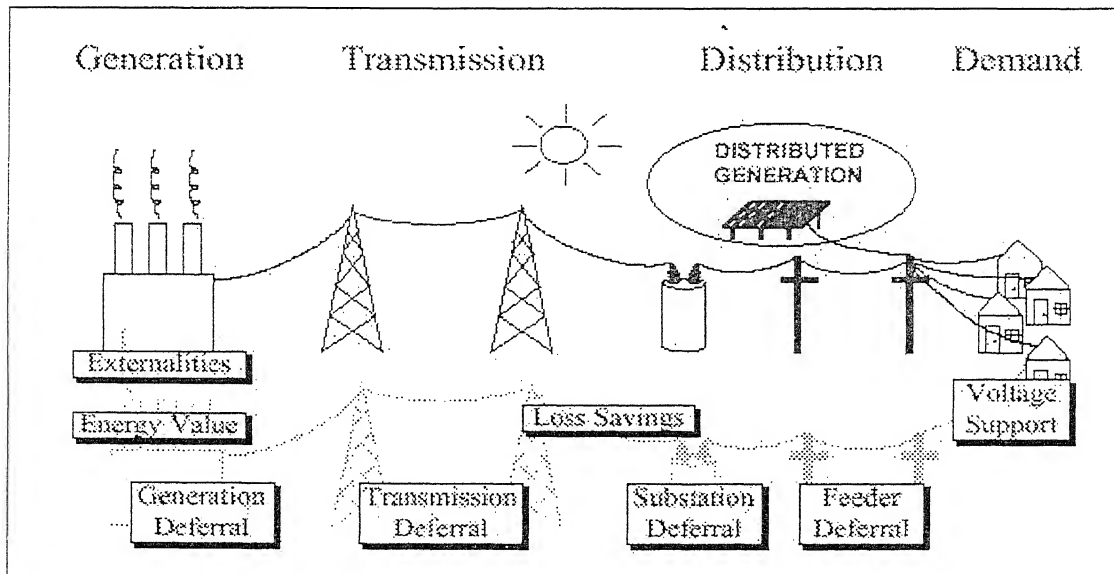 Generation
Transmission
Distribution
Demand
DISTRIBUTED
GENERATION
Externalities
Energy Value
Loss Savings
Voltage
Support
Generation
Deferral
Transmission
Deferral
Substation
Deferral
Feeder
Deferral